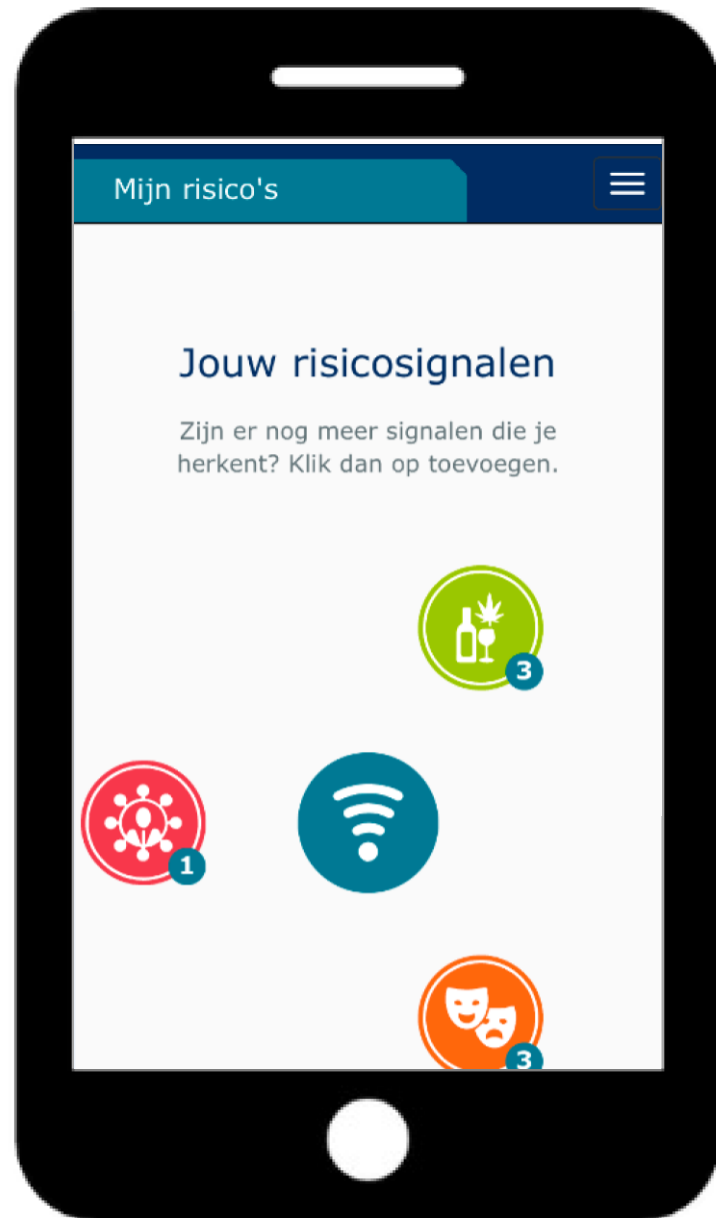 Mijn risico's
Jouw risicosignalen
Zijn er nog meer signalen die je
herkent? Klik dan op toevoegen.
3
1
3